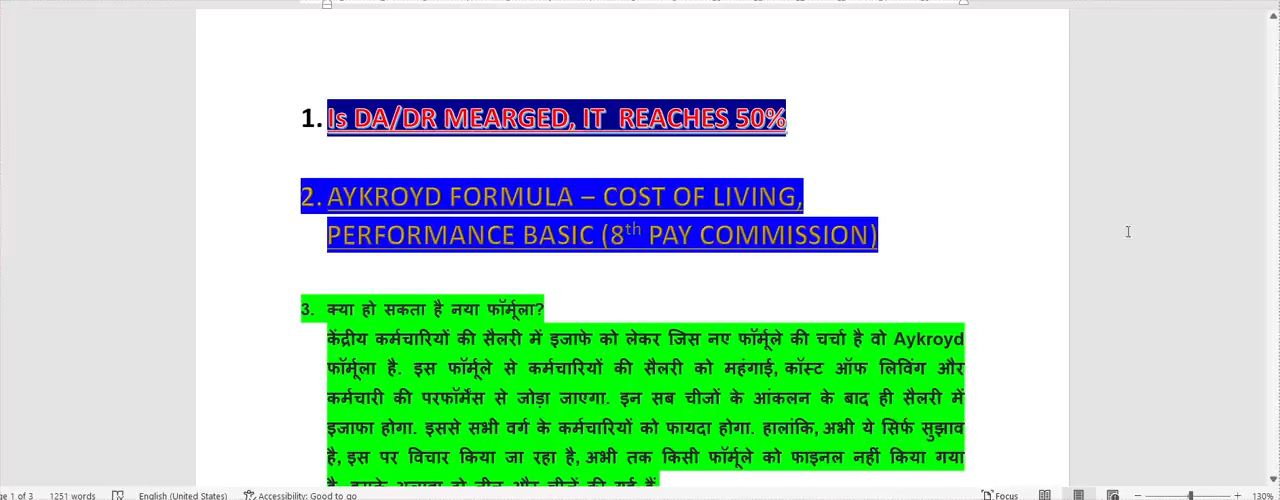 1. Is DA/DR MEARGED, IT REACHES 50%
2. AYKROYD FORMULA – COST OF LIVING,
PERFORMANCE BASIC (8th PAY COMMISSION)
3. क्या हो सकता है नया फॉर्मूला?
केंद्रीय कर्मचारियों की सैलरी में इजाफे को लेकर जिस नए फॉर्मूले की चर्चा है वो Aykroyd
फॉर्मूला है. इस फॉर्मूले से कर्मचारियों की सैलरी को महंगाई, कॉस्ट ऑफ लिविंग और
कर्मचारी की परफॉर्मेंस से जोड़ा जाएगा. इन सब चीजों के आंकलन के बाद ही सैलरी में
इजाफा होगा. इससे सभी वर्ग के कर्मचारियों को फायदा होगा. हालांकि, अभी ये सिर्फ सुझाव
है, इस पर विचार किया जा रहा है, अभी तक किसी फॉर्मूले को फाइनल नहीं किया गया
ge 1 of 3 1251 words English (United States) Accessibility: Good to go Focus 130%